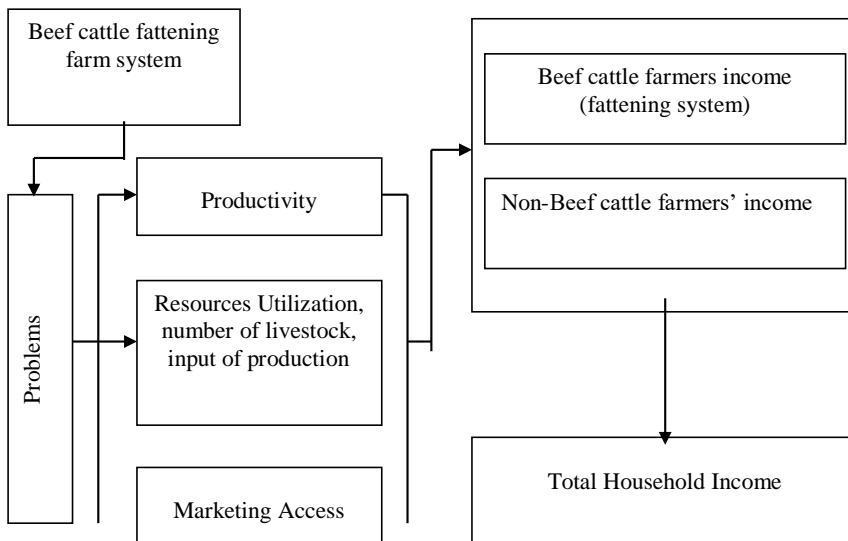 Beef cattle fattening
farm system
Problems
Productivity
Resources Utilization,
number of livestock,
input of production
Marketing Access
Beef cattle farmers income
(fattening system)
Non-Beef cattle farmers’ income
Total Household Income